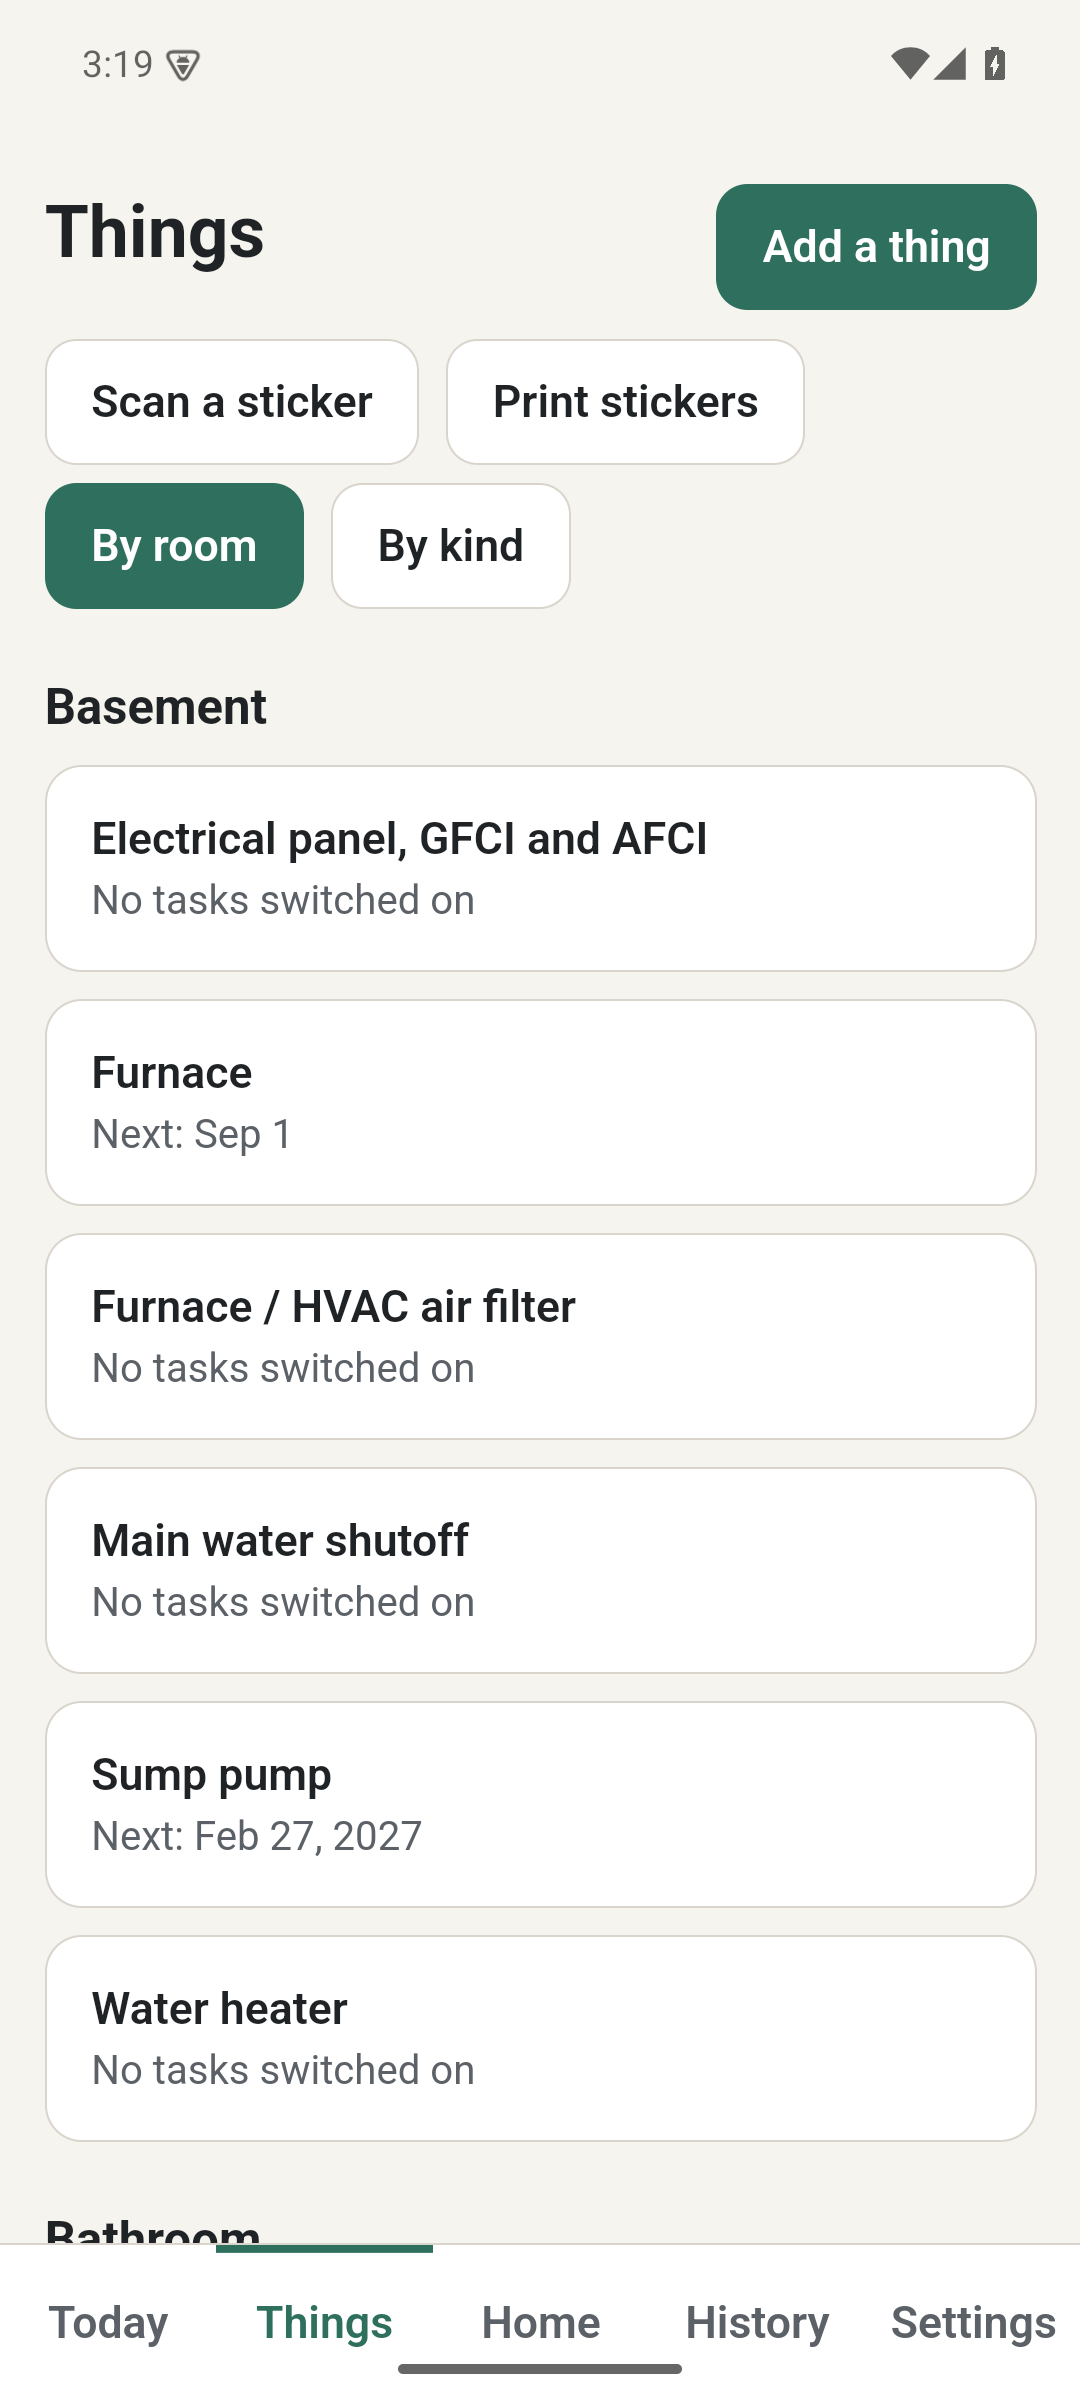 3:19
Things
Add a thing
Scan a sticker
Print stickers
By room
By kind
Basement
Electrical panel, GFCI and AFCI
No tasks switched on
Furnace
Next: Sep 1
Furnace / HVAC air filter
No tasks switched on
Main water shutoff
No tasks switched on
Sump pump
Next: Feb 27, 2027
Water heater
No tasks switched on
Bathroom
Today
Things
Home
History
Settings